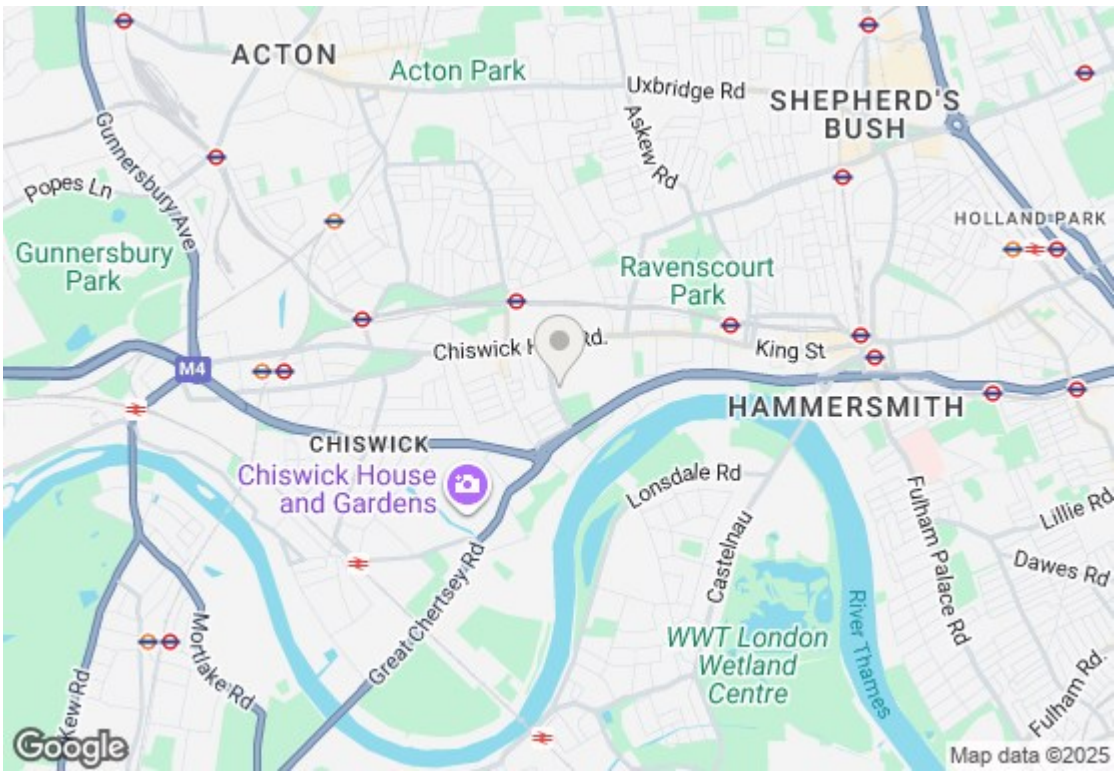 ACTON
Acton Park
Uxbridge Rd
SHEPHERD'S
BUSH
Askew Rd
Gunnersbury Ave
Popes Ln
HOLLAND PARK
Gunnersbury
Park
Ravenscourt
Park
Chiswick H Rd.
King St
M4
HAMMERSMITH
CHISWICK
Chiswick House
and Gardens
Lonsdale Rd
Fulham Palace Rd
Lillie Rd
Castelnau
Dawes Rd
Great Chertsey Rd
River Thames
WWT London
Wetland
Centre
Mortlake Rd
Kew Rd
Fulham Rd.
Google
Map data ©2025